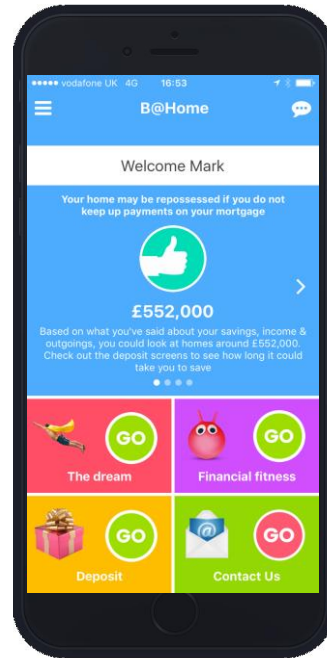 vodafone UK 4G 16:53
B@Home
Welcome Mark
Your home may be repossessed if you do not
keep up payments on your mortgage
£552,000
Based on what you've said about your savings, income &
outgoings, you could look at homes around £552,000.
Check out the deposit screens to see how long it could
take you to save
GO
The dream
GO
Financial fitness
GO
Deposit
@
GO
Contact Us